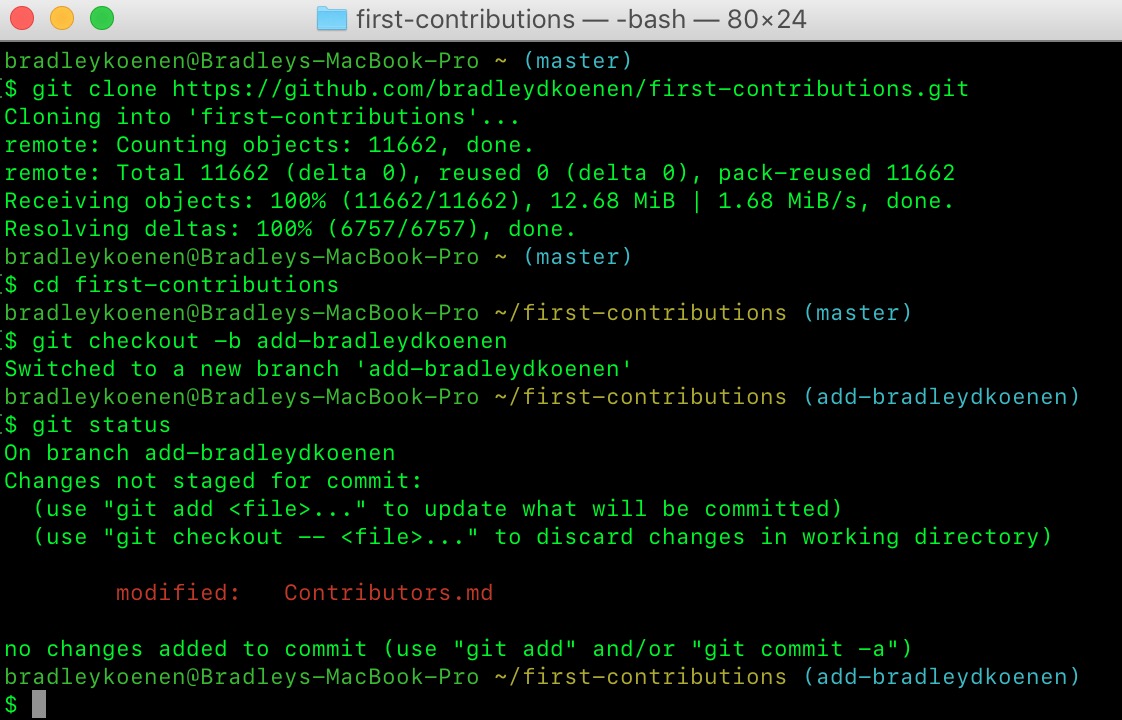 first-contributions — -bash — 80×24
bradleykoenen@Bradleys-MacBook-Pro ~ (master)
$ git clone https://github.com/bradleydkoenen/first-contributions.git
Cloning into 'first-contributions'...
remote: Counting objects: 11662, done.
remote: Total 11662 (delta 0), reused 0 (delta 0), pack-reused 11662
Receiving objects: 100% (11662/11662), 12.68 MiB | 1.68 MiB/s, done.
Resolving deltas: 100% (6757/6757), done.
bradleykoenen@Bradleys-MacBook-Pro ~ (master)
$ cd first-contributions
bradleykoenen@Bradleys-MacBook-Pro ~/first-contributions (master)
$ git checkout -b add-bradleydkoenen
Switched to a new branch 'add-bradleydkoenen'
bradleykoenen@Bradleys-MacBook-Pro ~/first-contributions (add-bradleydkoenen)
$ git status
On branch add-bradleydkoenen
Changes not staged for commit:
  (use "git add <file>..." to update what will be committed)
  (use "git checkout -- <file>..." to discard changes in working directory)
        modified:   Contributors.md
no changes added to commit (use "git add" and/or "git commit -a")
bradleykoenen@Bradleys-MacBook-Pro ~/first-contributions (add-bradleydkoenen)
$